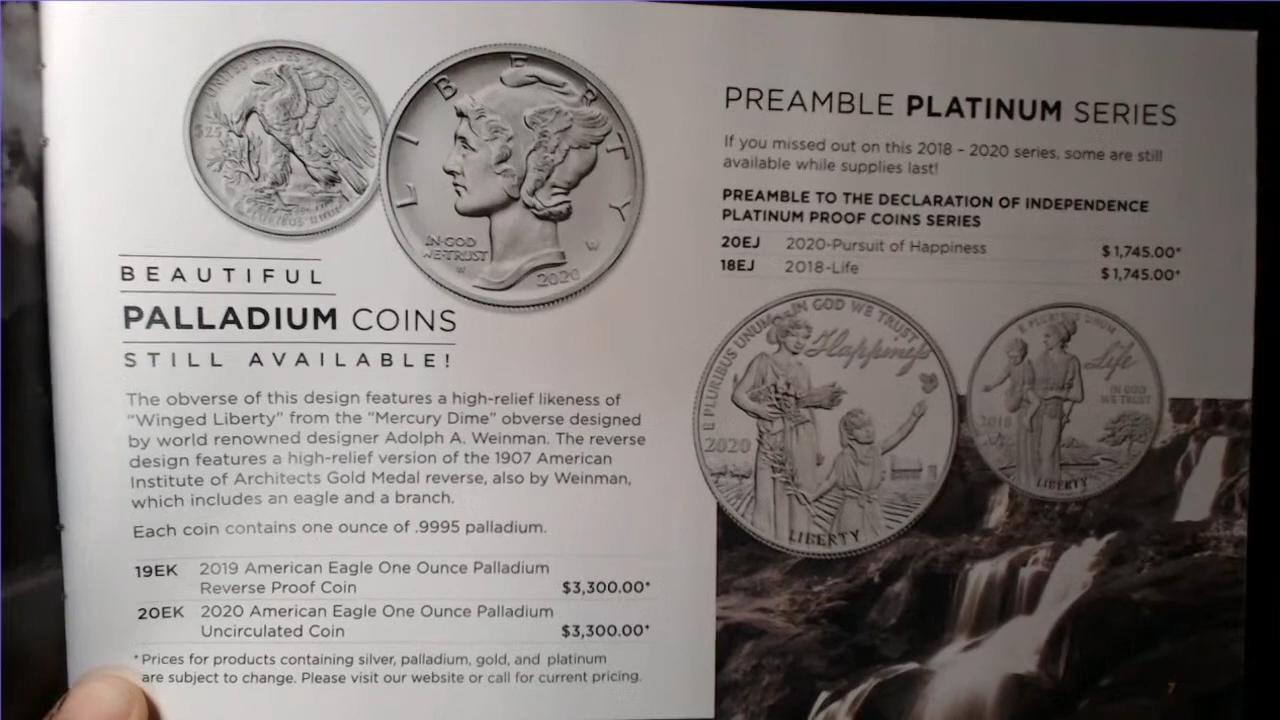 UNITED STATES OF AMERICA
$25
E PLURIBUS UNUM
LIBERTY
IN·GOD
WE·TRUST
W
W
2020
BEAUTIFUL
PALLADIUM COINS
STILL AVAILABLE!
The obverse of this design features a high-relief likeness of
“Winged Liberty” from the “Mercury Dime” obverse designed
by world renowned designer Adolph A. Weinman. The reverse
design features a high-relief version of the 1907 American
Institute of Architects Gold Medal reverse, also by Weinman,
which includes an eagle and a branch.
Each coin contains one ounce of .9995 palladium.
19EK 2019 American Eagle One Ounce Palladium
Reverse Proof Coin $3,300.00*
20EK 2020 American Eagle One Ounce Palladium
Uncirculated Coin $3,300.00*
*Prices for products containing silver, palladium, gold, and platinum
are subject to change. Please visit our website or call for current pricing.
PREAMBLE PLATINUM SERIES
If you missed out on this 2018 – 2020 series, some are still
available while supplies last!
PREAMBLE TO THE DECLARATION OF INDEPENDENCE
PLATINUM PROOF COINS SERIES
20EJ 2020-Pursuit of Happiness $1,745.00*
18EJ 2018-Life $1,745.00*
E PLURIBUS UNUM
IN GOD WE TRUST
Happiness
2020
LIBERTY
E PLURIBUS UNUM
Life
IN GOD
WE TRUST
2018
LIBERTY
7